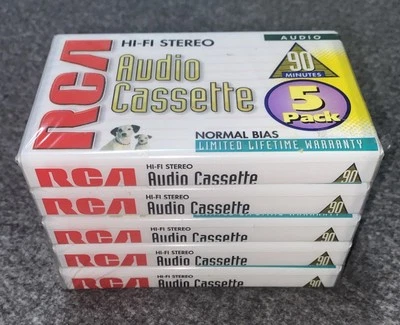 RCA
HI-FI STEREO
Audio
Cassette
AUDIO
90
MINUTES
5
Pack
NORMAL BIAS
LIMITED LIFETIME WARRANTY
RCA
HI-FI STEREO
Audio Cassette
90
RCA
HI-FI STEREO
Audio Cassette
90
RCA
HI-FI STEREO
Audio Cassette
90
RCA
HI-FI STEREO
Audio Cassette
90
RCA
HI-FI STEREO
Audio Cassette
90